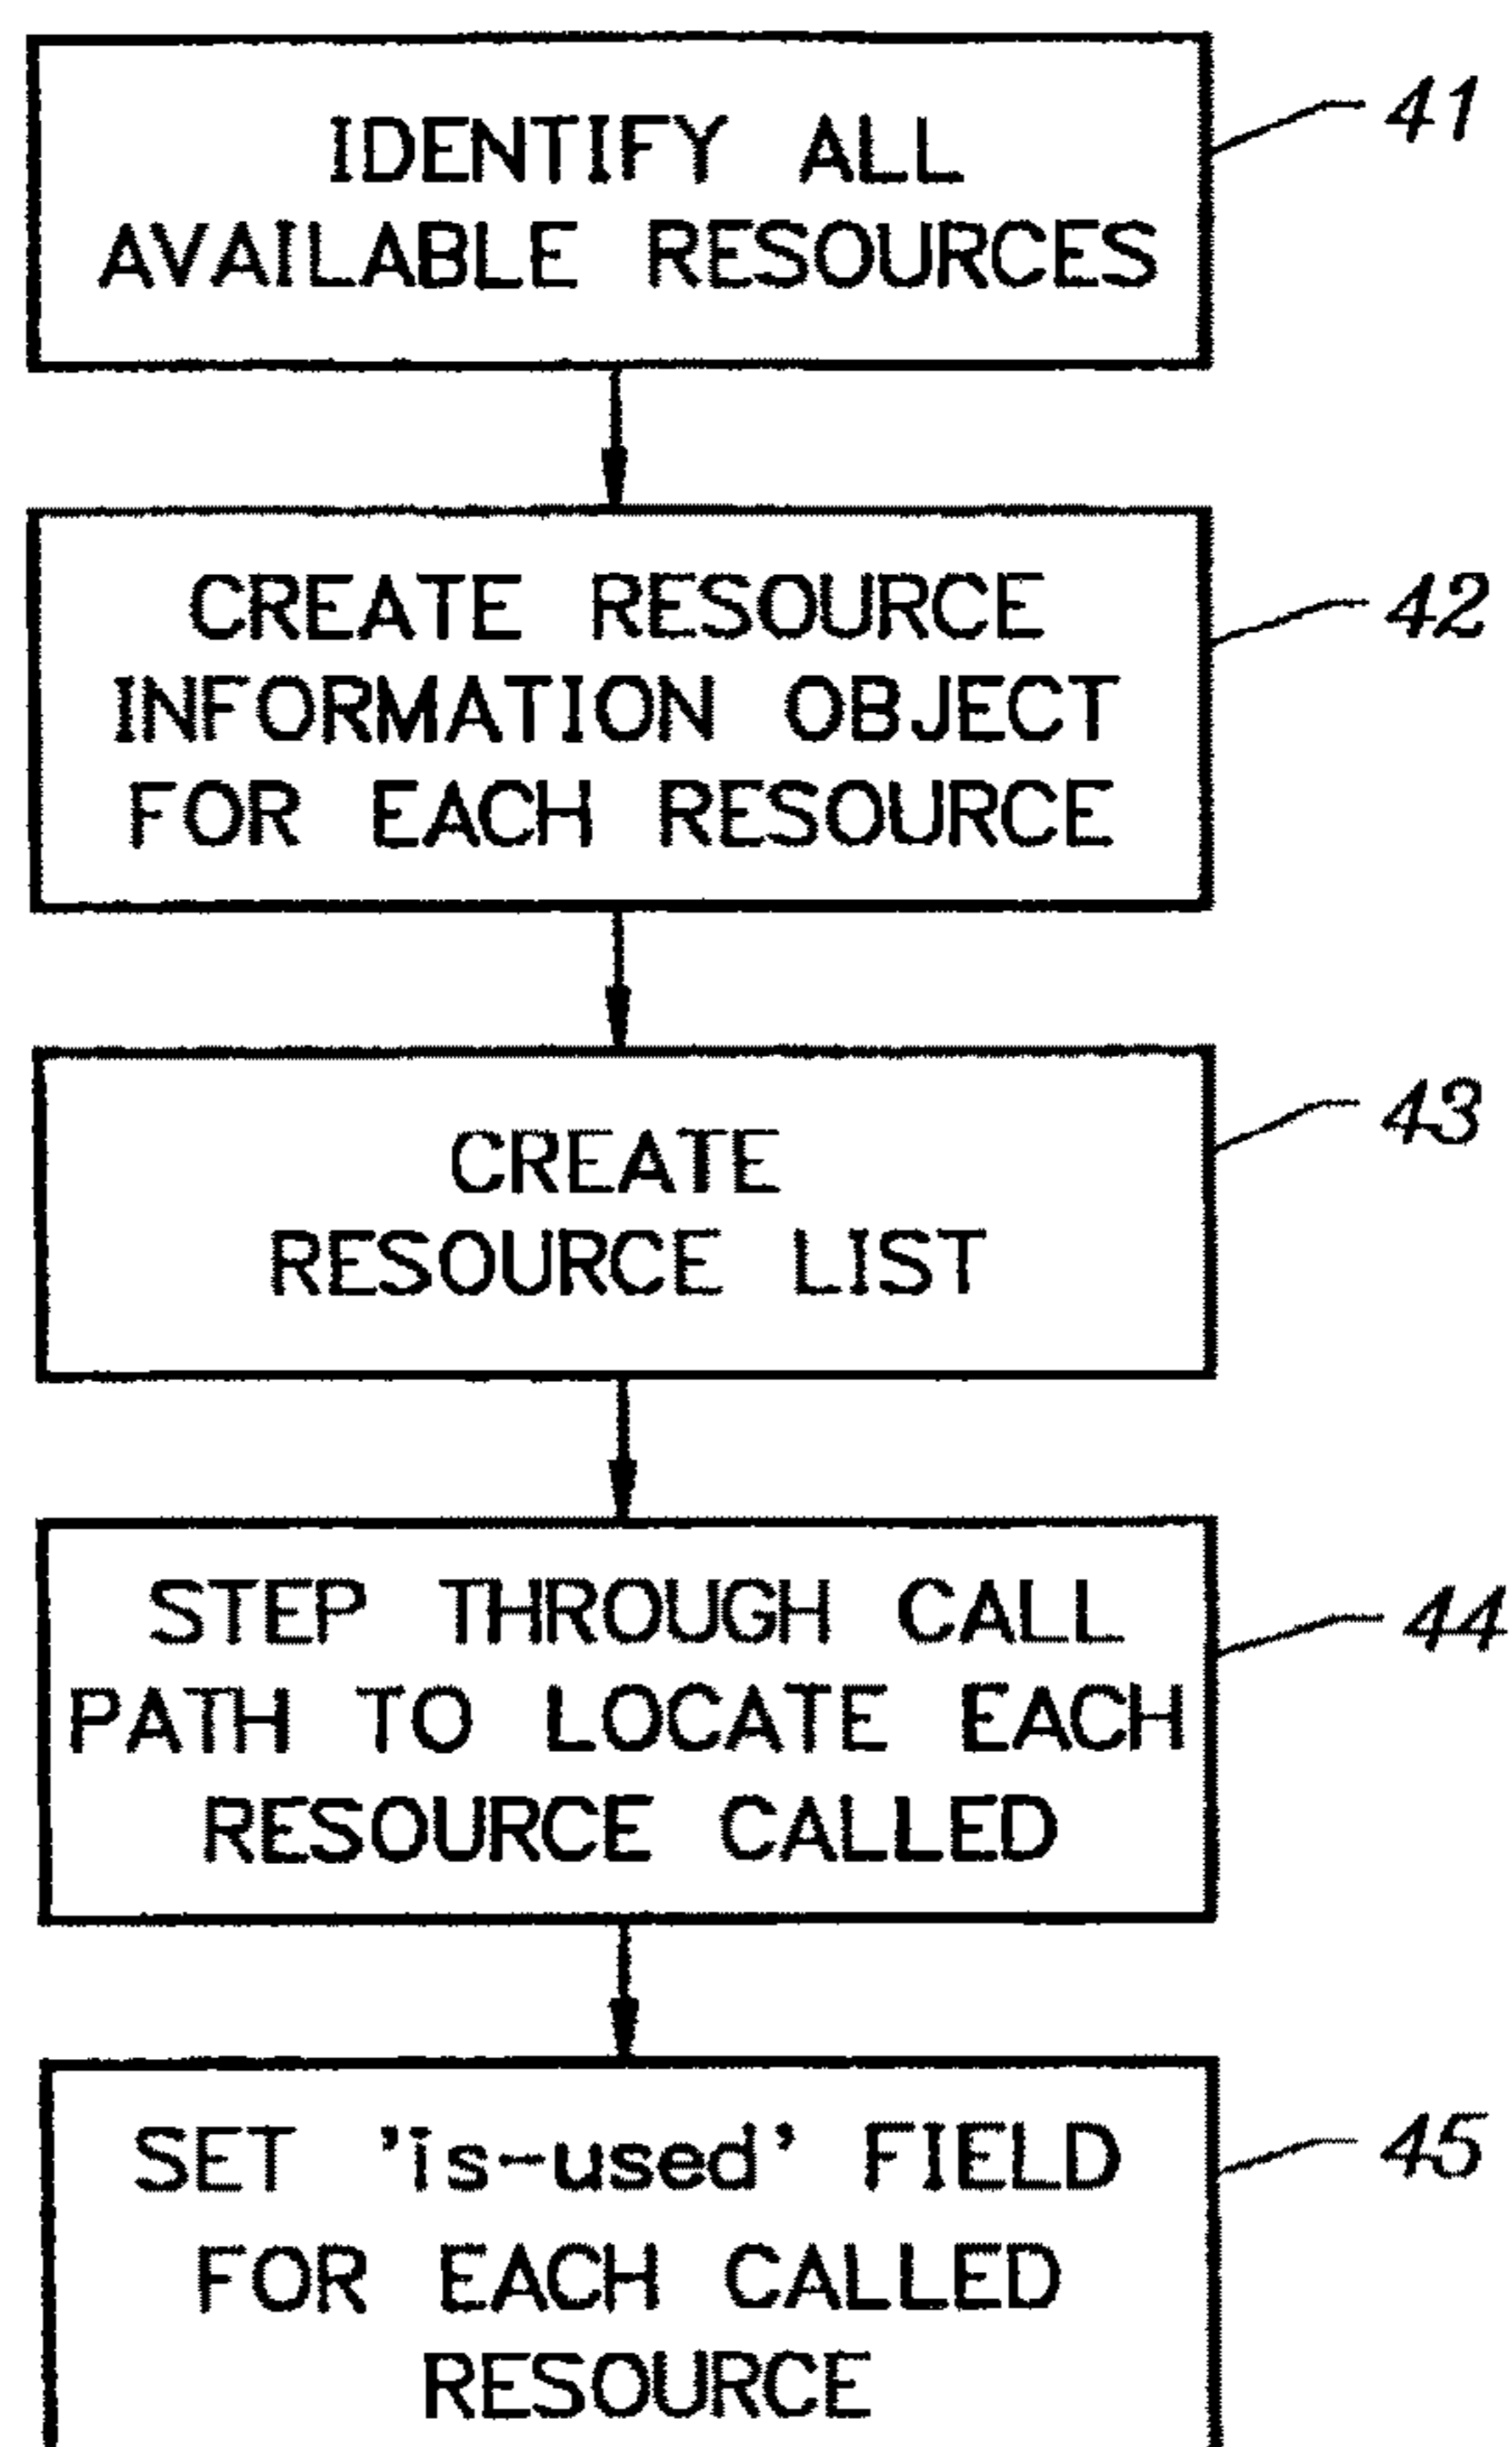 IDENTIFY ALL
AVAILABLE RESOURCES
41
CREATE RESOURCE
INFORMATION OBJECT
FOR EACH RESOURCE
42
CREATE
RESOURCE LIST
43
STEP THROUGH CALL
PATH TO LOCATE EACH
RESOURCE CALLED
44
SET 'is-used' FIELD
FOR EACH CALLED
RESOURCE
45